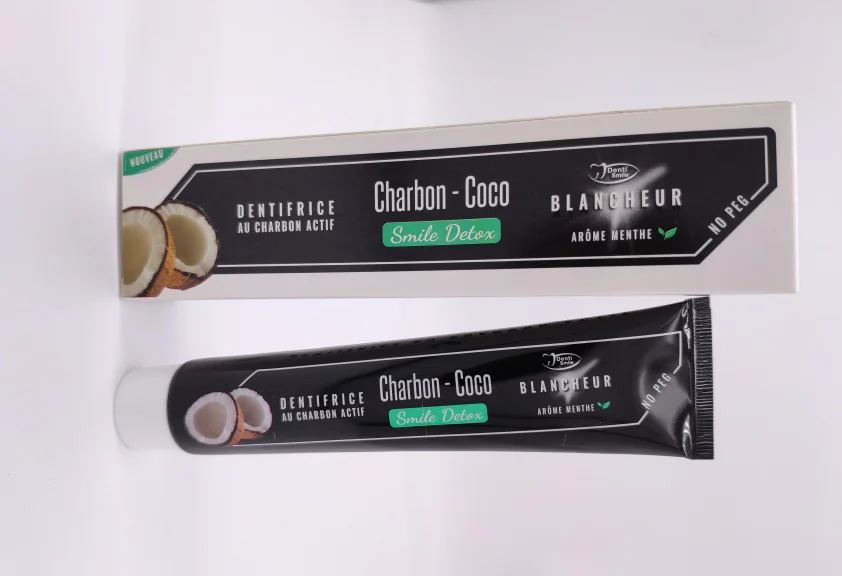 NOUVEAU
DENTIFRICE
AU CHARBON ACTIF
Charbon - Coco
Smile Detox
Denti
Smile
BLANCHEUR
ARÔME MENTHE
NO PEG
DENTIFRICE
AU CHARBON ACTIF
Charbon - Coco
Smile Detox
Denti
Smile
BLANCHEUR
ARÔME MENTHE
NO PEG